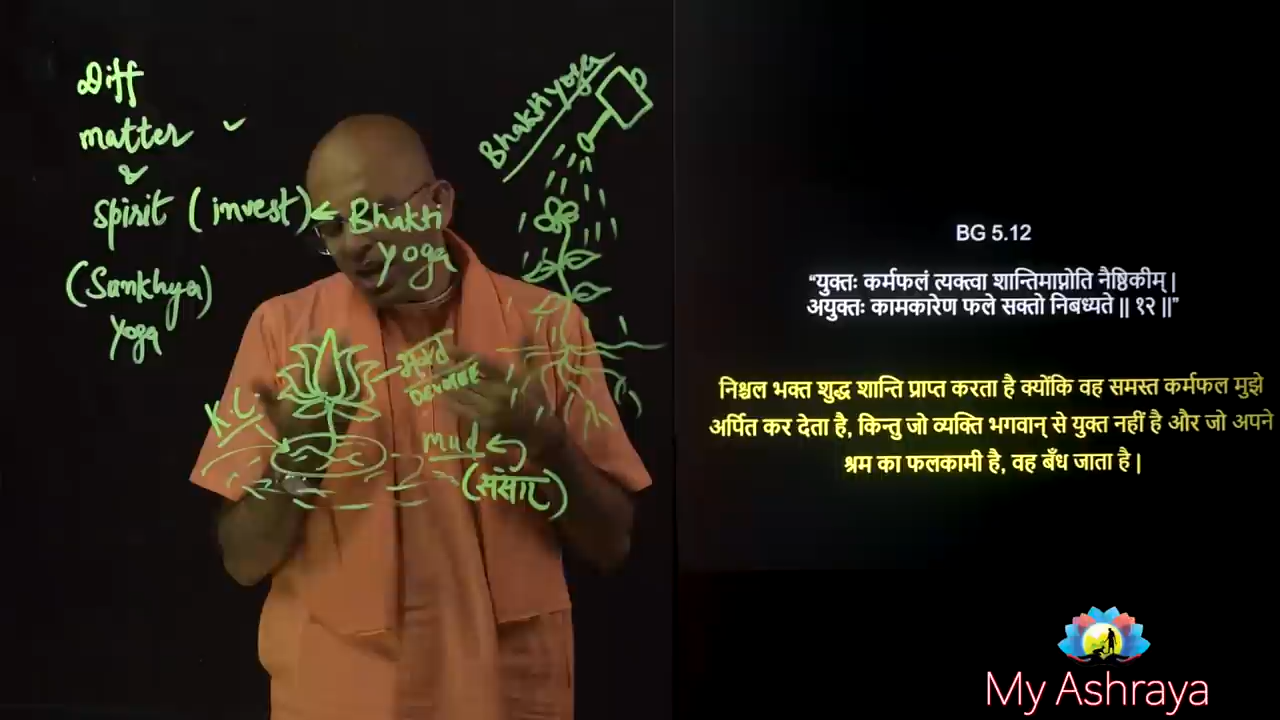 Diff
matter
&
spirit (invest) ← Bhakti
yoga
(Sankhya)
Yoga
Bhakti yoga
K.C.
भक्त
DEVOTEE
mud
(संसार)
BG 5.12
“युक्तः कर्मफलं त्यक्त्वा शान्तिमाप्नोति नैष्ठिकीम् |
अयुक्तः कामकारेण फले सक्तो निबध्यते || १२ ||”
निश्चल भक्त शुद्ध शान्ति प्राप्त करता है क्योंकि वह समस्त कर्मफल मुझे
अर्पित कर देता है, किन्तु जो व्यक्ति भगवान् से युक्त नहीं है और जो अपने
श्रम का फलकामी है, वह बँध जाता है |
My Ashraya